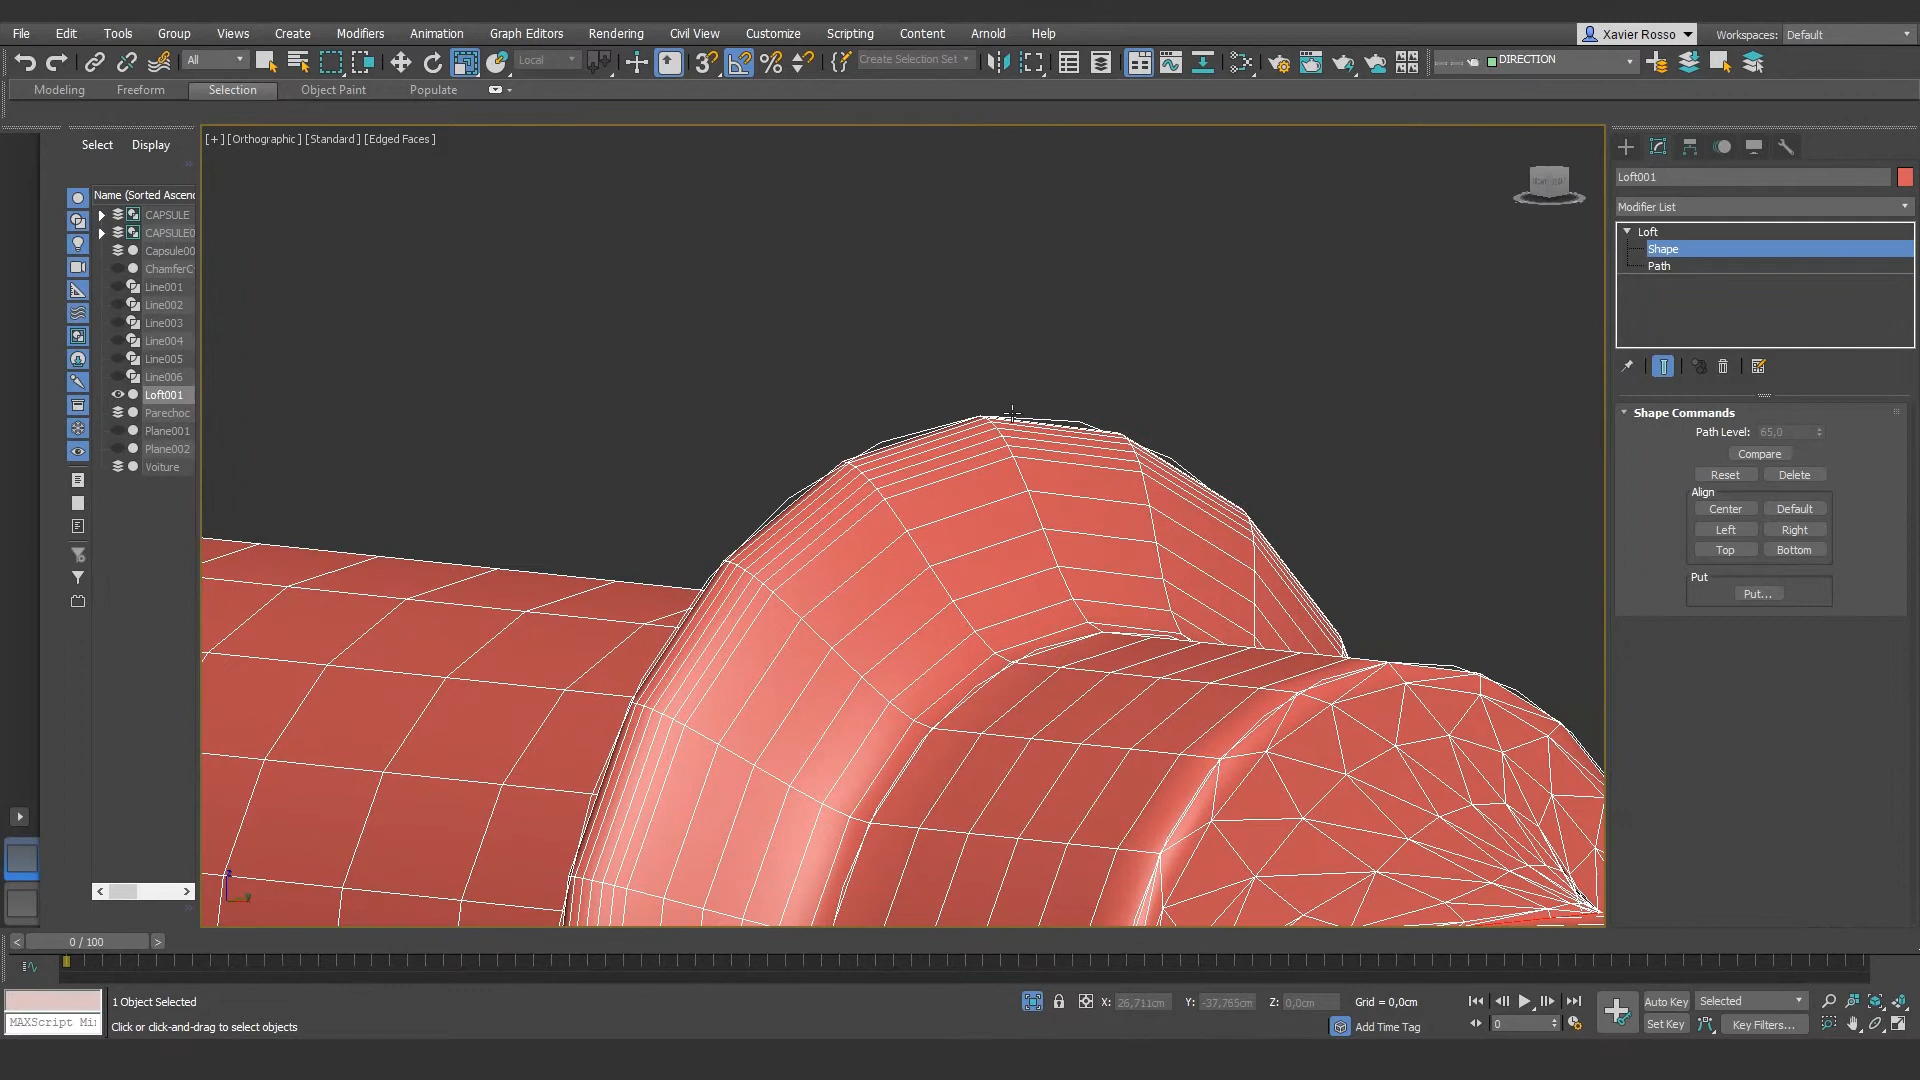 File Edit Tools Group Views Create Modifiers Animation Graph Editors Rendering Civil View Customize Scripting Content Arnold Help Xavier Rosso Workspaces: Default
All Local Create Selection Set DIRECTION
Modeling Freeform Selection Object Paint Populate
[+] [Orthographic] [Standard] [Edged Faces]
Select Display
Name (Sorted Ascend
CAPSULE
CAPSULE0
Capsule00
ChamferC
Line001
Line002
Line003
Line004
Line005
Line006
Loft001
Parechoc
Plane001
Plane002
Voiture
Loft001
Modifier List
Loft
Shape
Path
Shape Commands
Path Level: 65,0
Compare
Reset Delete
Align
Center Default
Left Right
Top Bottom
Put
Put...
0 / 100
1 Object Selected X: 26,711cm Y: -37,765cm Z: 0,0cm Grid = 0,0cm Auto Key Selected
MAXScript Mi Click or click-and-drag to select objects Add Time Tag 0 Set Key Key Filters...